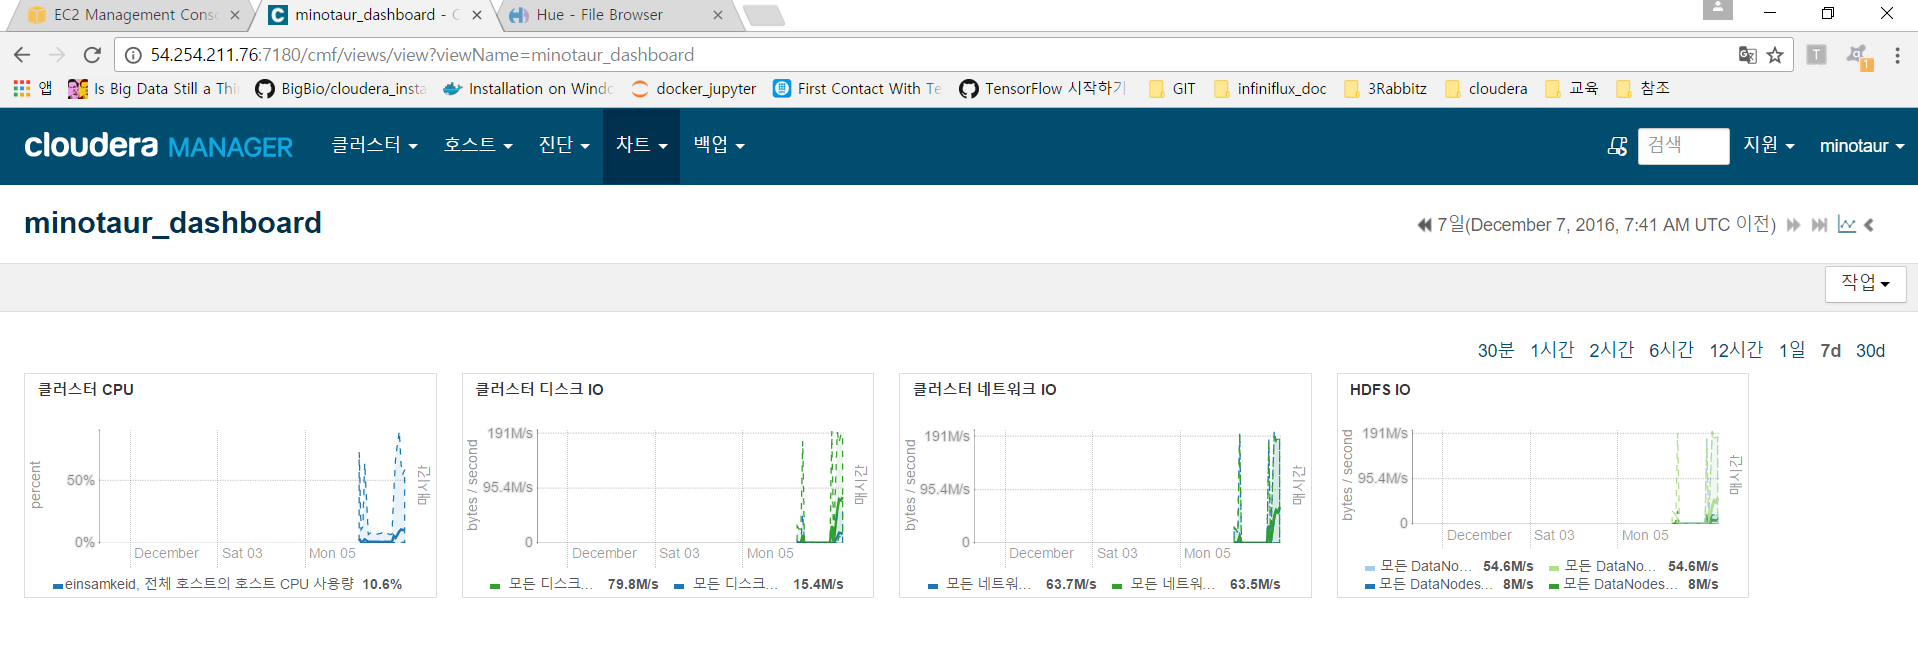 EC2 Management Conso
minotaur_dashboard - C
Hue - File Browser
54.254.211.76:7180/cmf/views/view?viewName=minotaur_dashboard
앱
Is Big Data Still a Thi
BigBio/cloudera_insta
Installation on Windo
docker_jupyter
First Contact With Te
TensorFlow 시작하기
GIT
infiniflux_doc
3Rabbitz
cloudera
교육
참조
T
1
cloudera MANAGER
클러스터
호스트
진단
차트
백업
검색
지원
minotaur
minotaur_dashboard
7일(December 7, 2016, 7:41 AM UTC 이전)
작업
30분 1시간 2시간 6시간 12시간 1일 7d 30d
클러스터 CPU
percent
50%
0%
December
Sat 03
Mon 05
매시간
einsamkeid, 전체 호스트의 호스트 CPU 사용량 10.6%
클러스터 디스크 IO
bytes / second
191M/s
95.4M/s
0
December
Sat 03
Mon 05
매시간
모든 디스크... 79.8M/s 모든 디스크... 15.4M/s
클러스터 네트워크 IO
bytes / second
191M/s
95.4M/s
0
December
Sat 03
Mon 05
매시간
모든 네트워... 63.7M/s 모든 네트워... 63.5M/s
HDFS IO
bytes / second
191M/s
95.4M/s
0
December
Sat 03
Mon 05
매시간
모든 DataNo... 54.6M/s 모든 DataNo... 54.6M/s
모든 DataNodes... 8M/s 모든 DataNodes... 8M/s